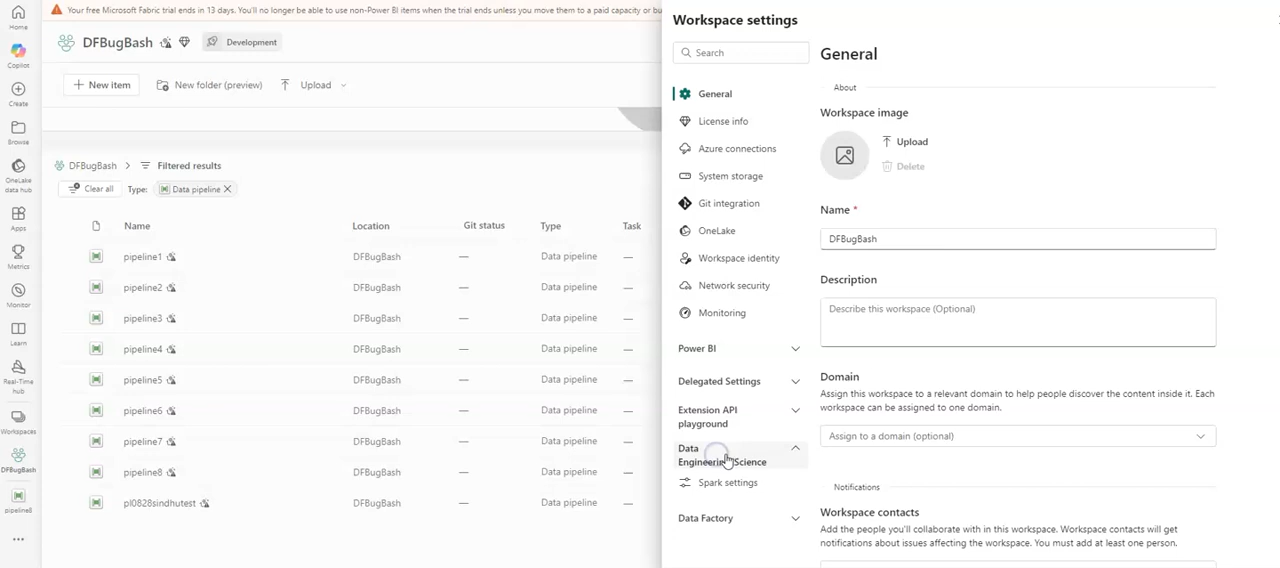 Home
Copilot
Create
Browse
OneLake
data hub
Apps
Metrics
Monitor
Learn
Real-Time
hub
Workspaces
DFBugBash
pipeline8
Your free Microsoft Fabric trial ends in 13 days. You'll no longer be able to use non-Power BI items when the trial ends unless you move them to a paid capacity or bu
DFBugBash
Development
New item
New folder (preview)
Upload
DFBugBash
Filtered results
Clear all
Type:
Data pipeline
Name Location Git status Type Task
pipeline1 DFBugBash — Data pipeline —
pipeline2 DFBugBash — Data pipeline —
pipeline3 DFBugBash — Data pipeline —
pipeline4 DFBugBash — Data pipeline —
pipeline5 DFBugBash — Data pipeline —
pipeline6 DFBugBash — Data pipeline —
pipeline7 DFBugBash — Data pipeline —
pipeline8 DFBugBash — Data pipeline —
pl0828sindhutest DFBugBash — Data pipeline —
Workspace settings
Search
General
License info
Azure connections
System storage
Git integration
OneLake
Workspace identity
Network security
Monitoring
Power BI
Delegated Settings
Extension API
playground
Data
Engineering/Science
Spark settings
Data Factory
General
About
Workspace image
Upload
Delete
Name *
DFBugBash
Description
Describe this workspace (Optional)
Domain
Assign this workspace to a relevant domain to help people discover the content inside it. Each
workspace can be assigned to one domain.
Assign to a domain (optional)
Notifications
Workspace contacts
Add the people you'll collaborate with in this workspace. Workspace contacts will get
notifications about issues affecting the workspace. You must add at least one person.